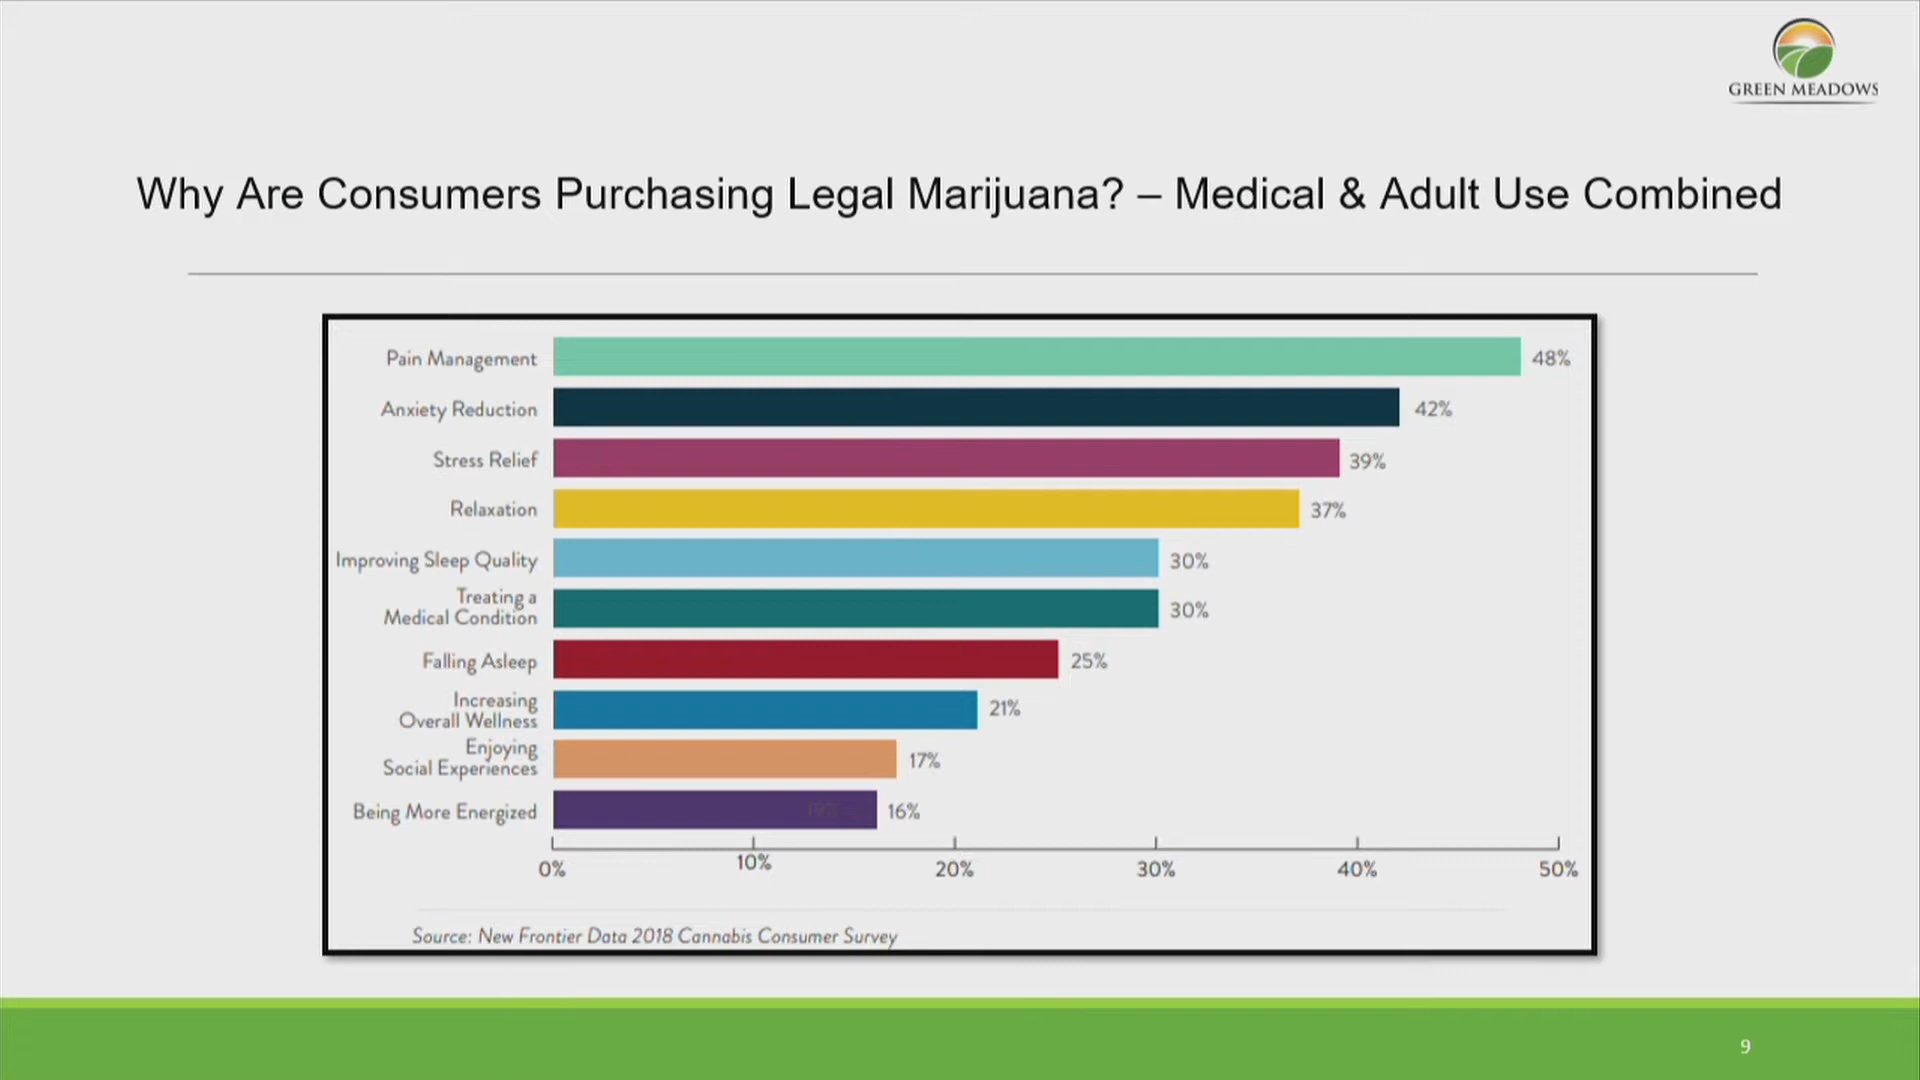 GREEN MEADOWS
Why Are Consumers Purchasing Legal Marijuana? – Medical & Adult Use Combined
Pain Management 48%
Anxiety Reduction 42%
Stress Relief 39%
Relaxation 37%
Improving Sleep Quality 30%
Treating a
Medical Condition 30%
Falling Asleep 25%
Increasing
Overall Wellness 21%
Enjoying
Social Experiences 17%
Being More Energized 16%
0% 10% 20% 30% 40% 50%
Source: New Frontier Data 2018 Cannabis Consumer Survey
9